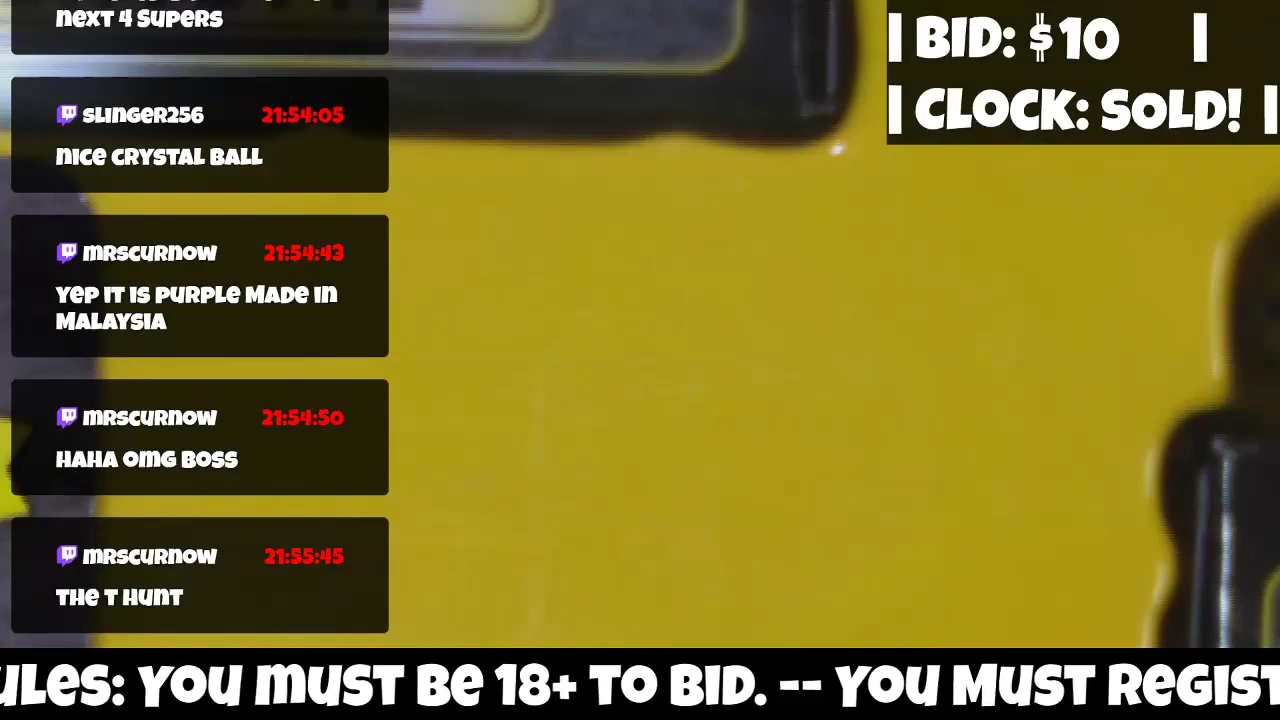 next 4 supers
slinger256 21:54:05
nice crystal ball
mrscurnow 21:54:43
Yep it is purple Made in
Malaysia
mrscurnow 21:54:50
haha omg boss
mrscurnow 21:55:45
the T Hunt
| BID: $10 |
| CLOCK: SOLD! |
ULES: YOU MUST BE 18+ TO BID. -- YOU MUST REGIST